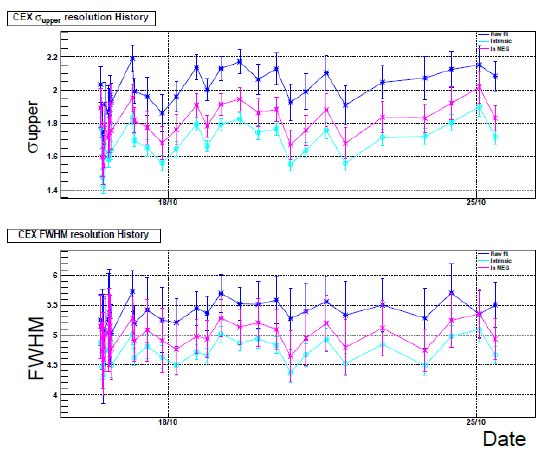 CEX σupper resolution History
Raw fit
Intrinsic
In MEG
2.2
2
1.8
1.6
1.4
σupper
18/10
25/10
CEX FWHM resolution History
Raw fit
Intrinsic
In MEG
6
5.5
5
4.5
4
FWHM
18/10
25/10
Date